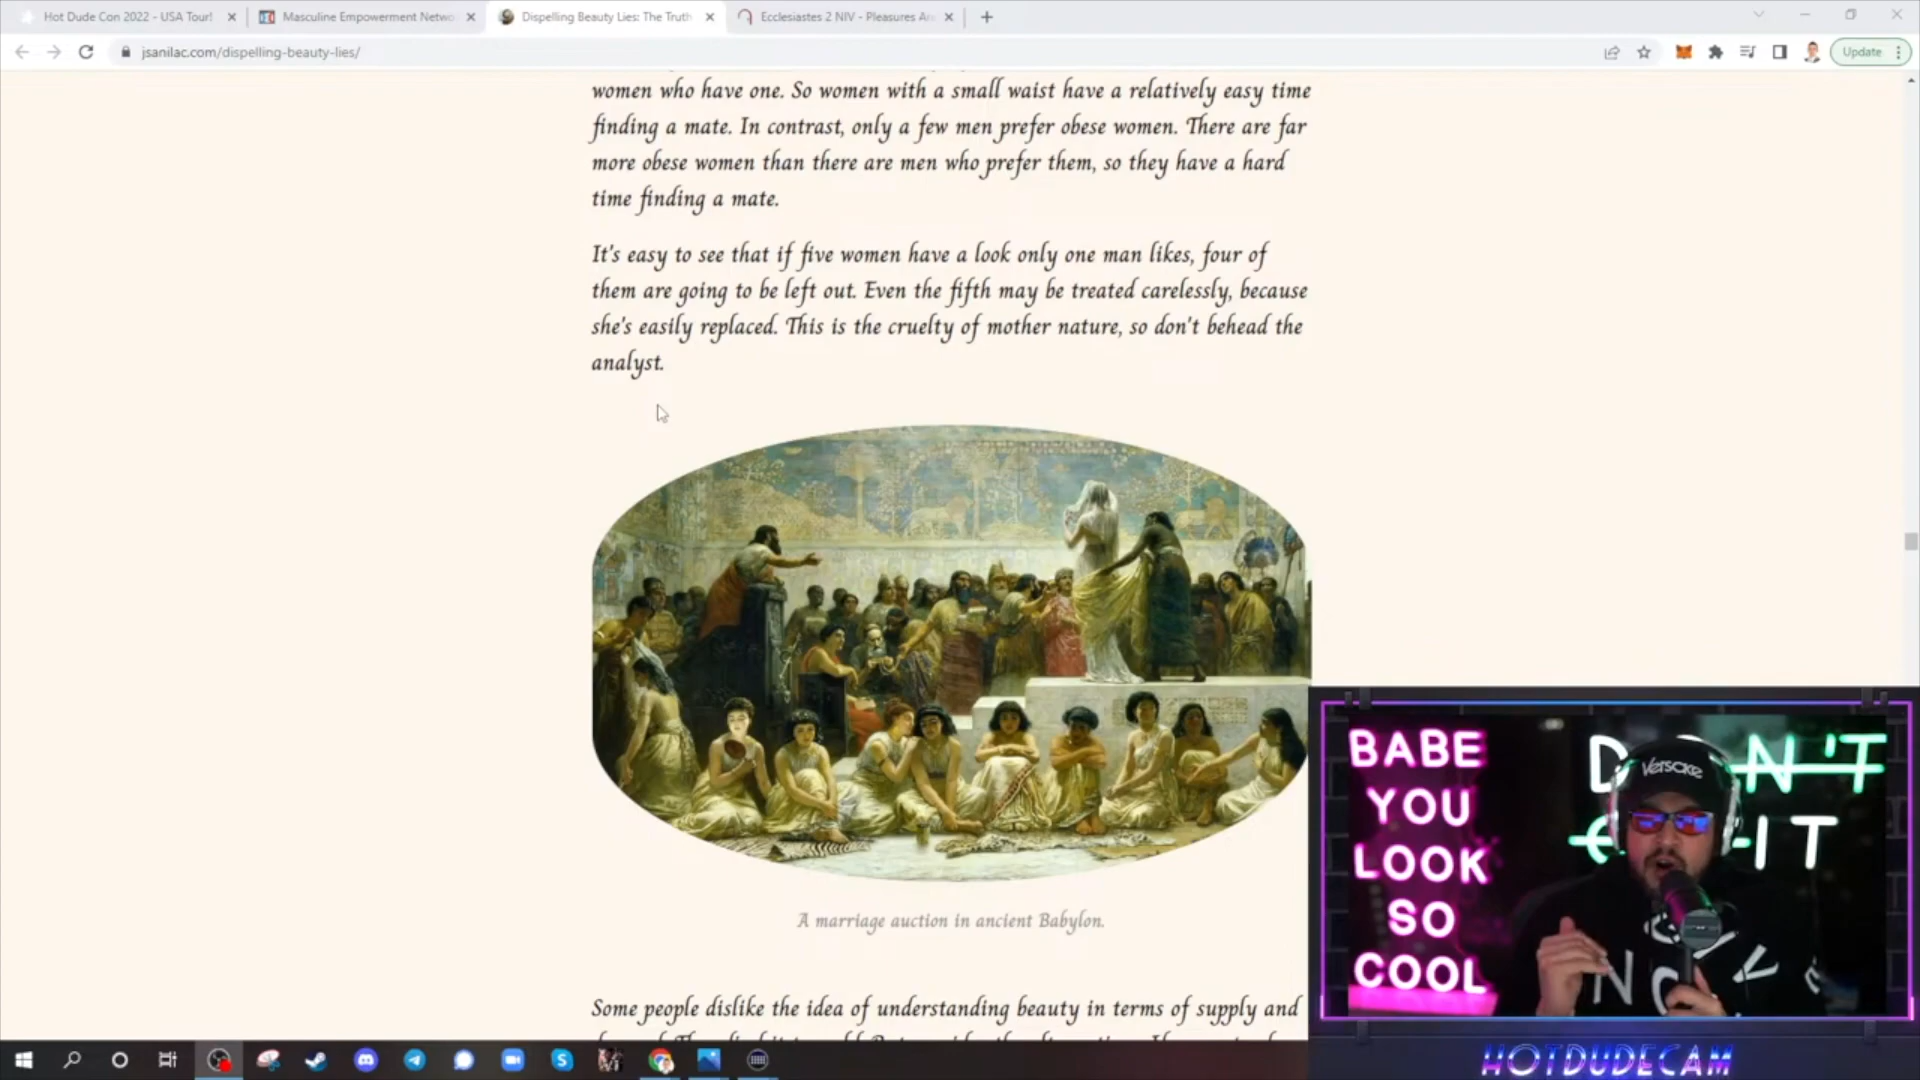 Hot Dude Con 2022 - USA Tour!
Masculine Empowerment Netwo
Dispelling Beauty Lies: The Truth
Ecclesiastes 2 NIV - Pleasures Are
jsanilac.com/dispelling-beauty-lies/
Update
women who have one. So women with a small waist have a relatively easy time
finding a mate. In contrast, only a few men prefer obese women. There are far
more obese women than there are men who prefer them, so they have a hard
time finding a mate.
It's easy to see that if five women have a look only one man likes, four of
them are going to be left out. Even the fifth may be treated carelessly, because
she's easily replaced. This is the cruelty of mother nature, so don't behead the
analyst.
A marriage auction in ancient Babylon.
Some people dislike the idea of understanding beauty in terms of supply and
BABE
YOU
LOOK
SO
COOL
DON'T
IT
Versace
HOTDUDECAM